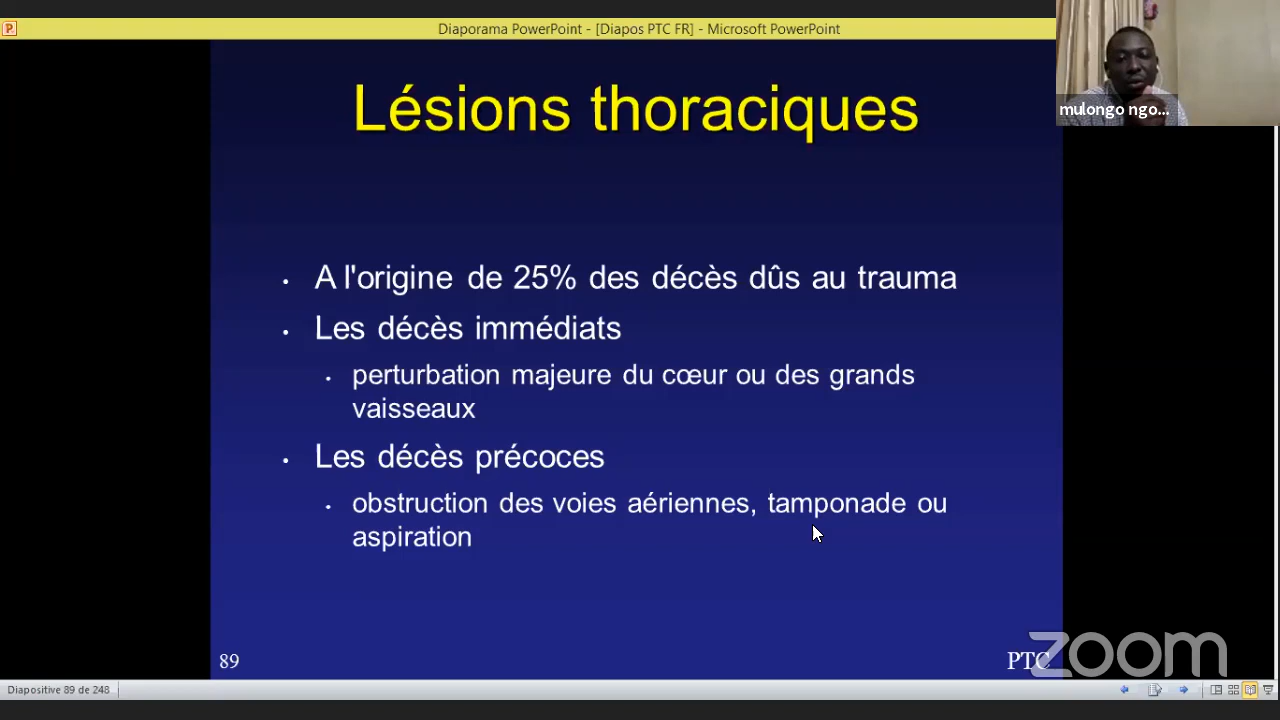 Diaporama PowerPoint - [Diapos PTC FR] - Microsoft PowerPoint
mulongo ngo...
Lésions thoraciques
• A l'origine de 25% des décès dûs au trauma
• Les décès immédiats
• perturbation majeure du cœur ou des grands
vaisseaux
• Les décès précoces
• obstruction des voies aériennes, tamponade ou
aspiration
89
PTC
zoom
Diapositive 89 de 248